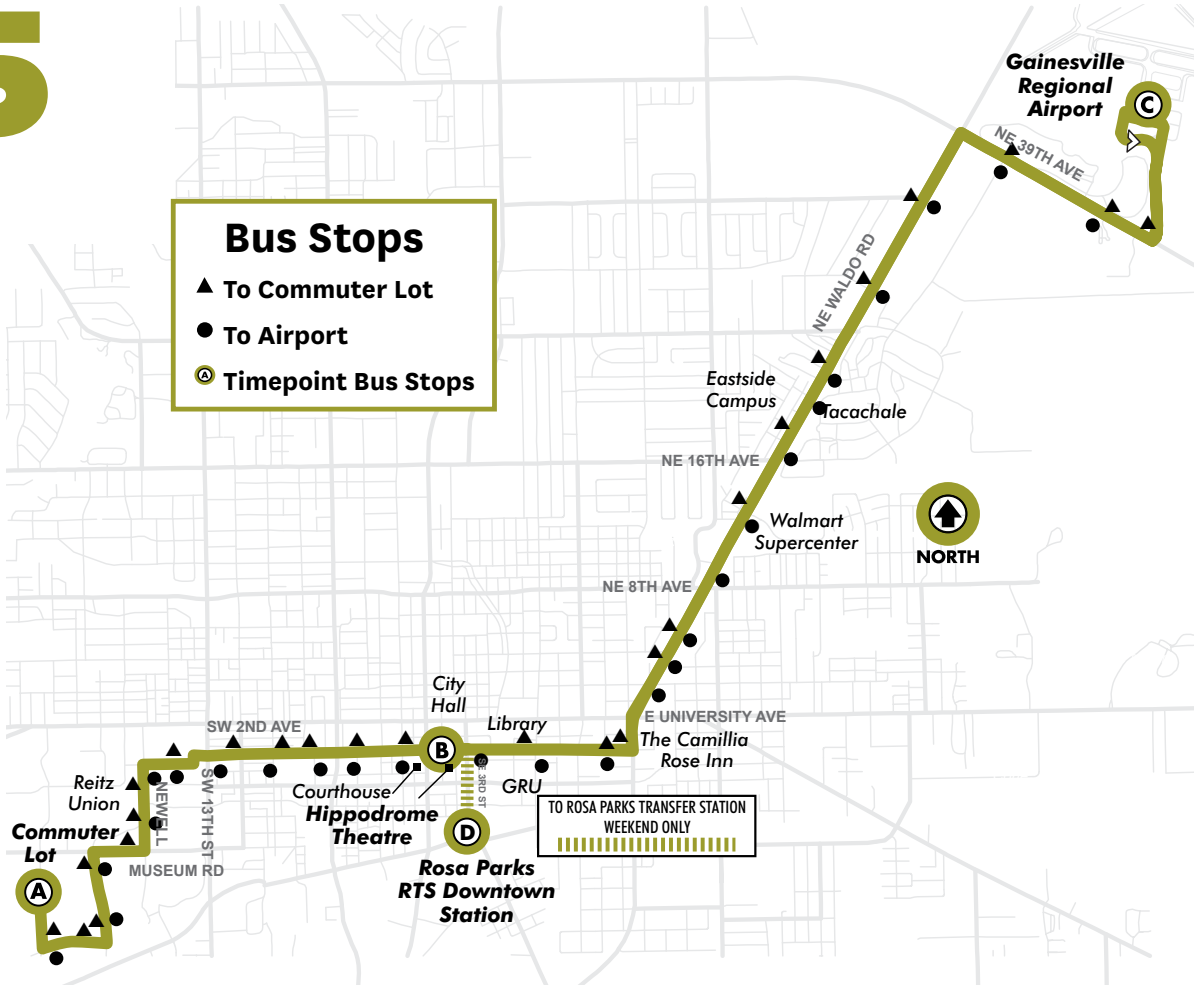 5
Gainesville
Regional
Airport
C
NE 39TH AVE
Bus Stops
To Commuter Lot
To Airport
A Timepoint Bus Stops
NE WALDO RD
Eastside
Campus
Tacachale
NE 16TH AVE
Walmart
Supercenter
NORTH
NE 8TH AVE
City
Hall
E UNIVERSITY AVE
SW 2ND AVE
Library
B
The Camillia
Rose Inn
Reitz
Union
NEWELL
SW 13TH ST
Courthouse
Hippodrome
Theatre
SE 3RD ST
GRU
TO ROSA PARKS TRANSFER STATION
WEEKEND ONLY
Commuter
Lot
A
MUSEUM RD
D
Rosa Parks
RTS Downtown
Station